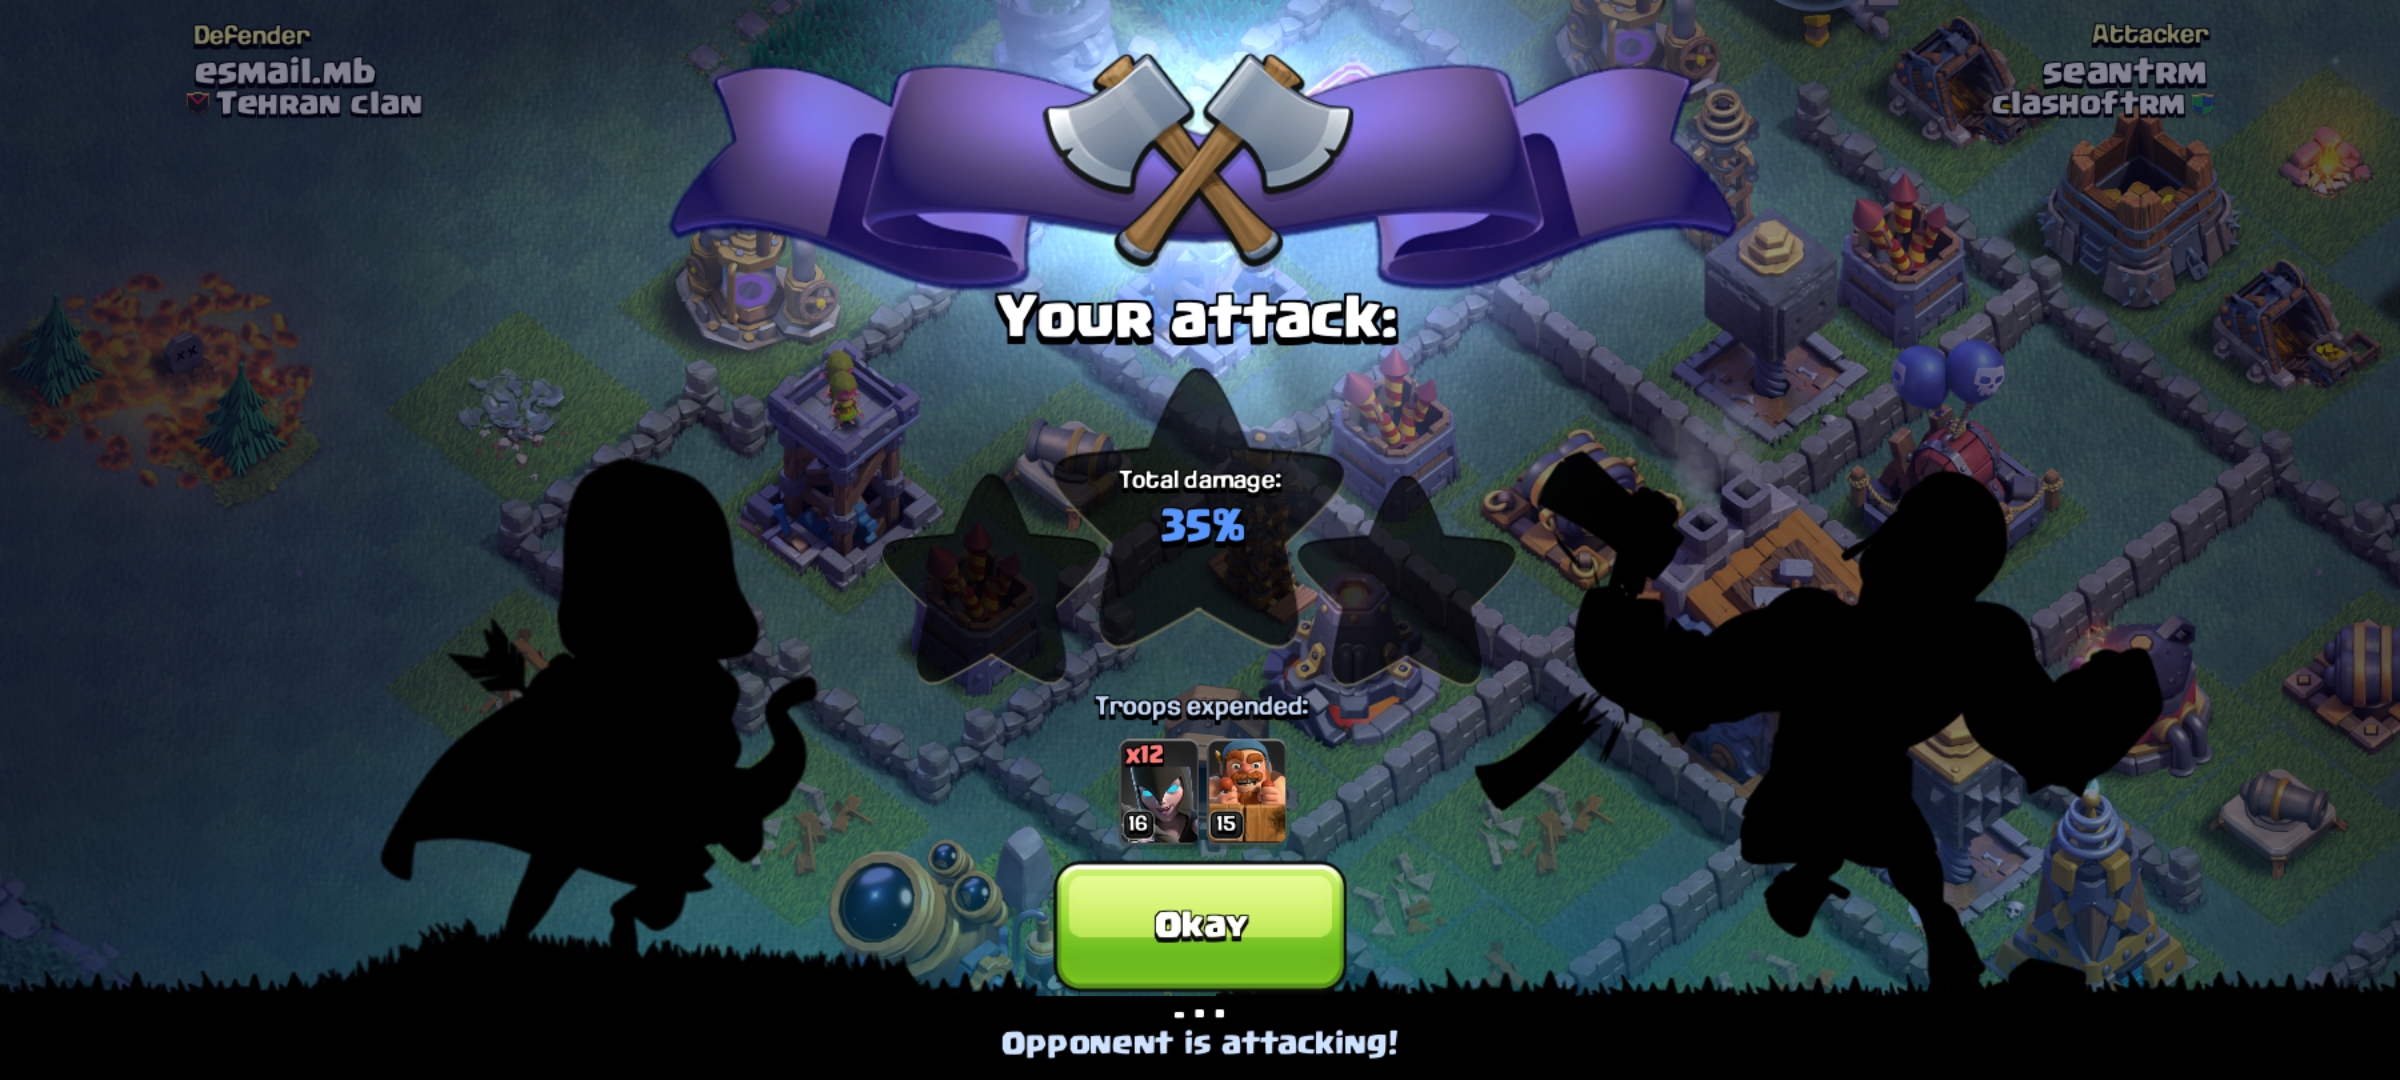 Defender
esmail.mb
Tehran clan
Attacker
seantrm
clashoftrm
Your attack:
Total damage:
35%
Troops expended:
x12
16
15
Okay
...
Opponent is attacking!